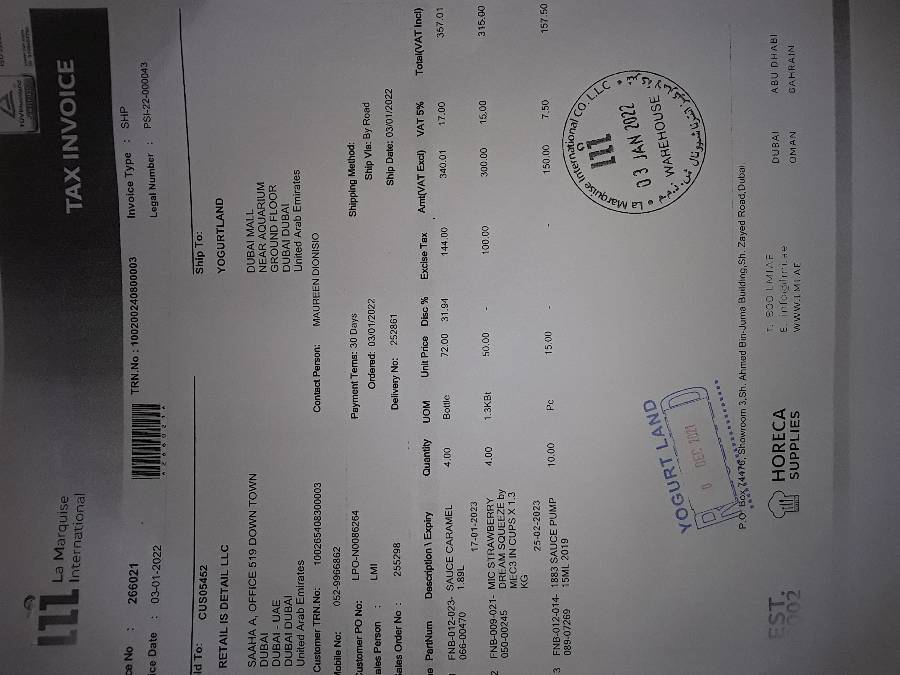 La Marquise
International
TAX INVOICE
ce No : 266021
A266021A
TRN.No : 100200240800003
Invoice Type : SHP
ice Date : 03-01-2022
Legal Number : PSI-22-000043
ld To: CUS05452
Ship To:
RETAIL IS DETAIL LLC
YOGURTLAND
SAAHA A, OFFICE 519 DOWN TOWN
DUBAI
DUBAI - UAE
DUBAI DUBAI
United Arab Emirates
DUBAI MALL
NEAR AQUARIUM
GROUND FLOOR
DUBAI DUBAI
United Arab Emirates
Customer TRN.No: 100265408300003
Contact Person: MAUREEN DIONISIO
obile No: 052-9966862
ustomer PO No: LPO-N0086264
Payment Tems: 30 Days
Shipping Method:
ales Person : LMI
Ordered: 03/01/2022
Ship Via: By Road
ales Order No : 255298
Delivery No: 252861
Ship Date: 03/01/2022
e PartNum Description \ Expiry Quantity UOM Unit Price Disc % Excise Tax Amt(VAT Excl) VAT 5% Total(VAT Incl)
1 FNB-012-023- SAUCE CARAMEL 4.00 Bottle 72.00 31.94 144.00 340.01 17.00 357.01
066-00470 1.89L
17-01-2023
2 FNB-009-021- MIC STRAWBERRY 4.00 1.3KBt 50.00 - 100.00 300.00 15.00 315.00
050-00245 DREAM SQUEEZE by
MEC3 IN CUPS X 1.3
KG
25-02-2023
3 FNB-012-014- 1883 SAUCE PUMP 10.00 Pc 15.00 - - 150.00 7.50 157.50
089-07269 15ML 2019
La Marquise International CO. LLC
03 JAN 2022
WAREHOUSE
YOGURT LAND
DEC 2021
P.O. Box 74476, Showroom 3,Sh. Ahmed Bin-Juma Building,Sh. Zayed Road,Dubai
EST.
002
HORECA
SUPPLIES
T. 800 LMI AE
E. info@lmi.ae
WWW.LMI.AE
DUBAI
OMAN
ABU DHABI
BAHRAIN